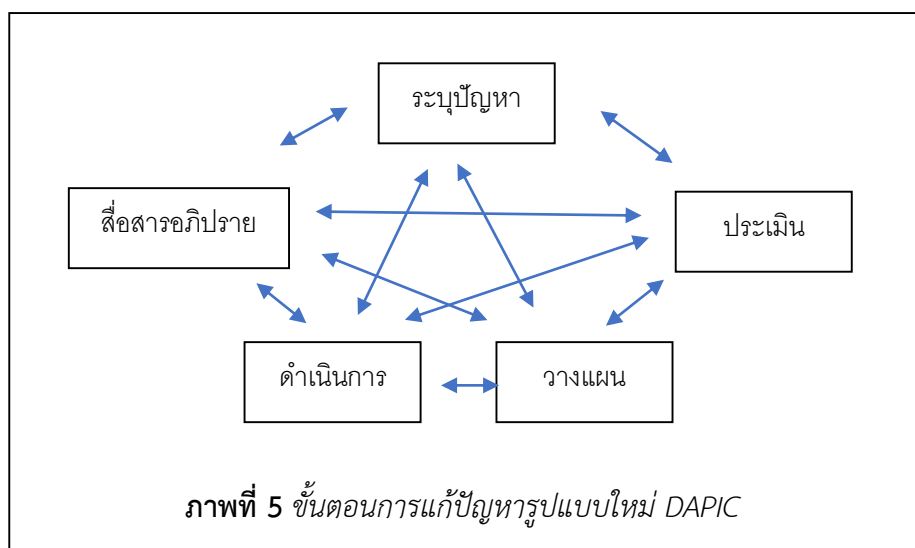 ระบุปัญหา
สื่อสารอภิปราย
ประเมิน
ดำเนินการ
วางแผน
ภาพที่ 5 ขั้นตอนการแก้ปัญหารูปแบบใหม่ DAPIC